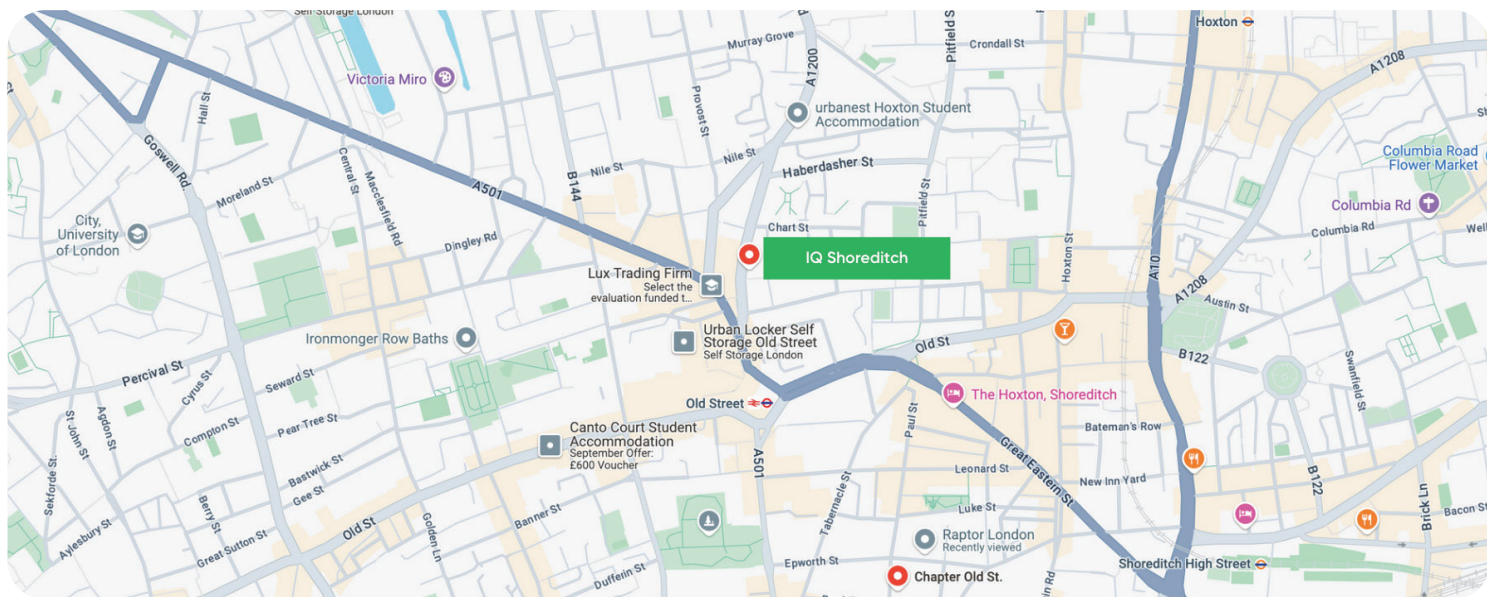 Self Storage London
Hoxton
Murray Grove
A1200
Pitfield St
Crondall St
A1208
Victoria Miro
Hall St
Provost St
urbanest Hoxton Student
Accommodation
Goswell Rd
Central St
Macclesfield Rd
Moreland St
A501
B144
Nile St
Nile St
Haberdasher St
Pitfield St
Columbia Road
Flower Market
Columbia Rd
Columbia Rd
City,
University
of London
Dingley Rd
Chart St
IQ Shoreditch
Hoxton St
A10
A1208
Austin St
Lux Trading Firm
Select the
evaluation funded t...
Ironmonger Row Baths
Urban Locker Self
Storage Old Street
Self Storage London
Old St
B122
Swanfield St
Percival St
Cyrus St
Seward St
Old Street
The Hoxton, Shoreditch
St John St
Agdon St
Compton St
Pear Tree St
Canto Court Student
Accommodation
September Offer:
£600 Voucher
Paul St
Bateman's Row
Great Eastern St
A501
Sekforde St.
Bastwick St
Gee St
Leonard St
New Inn Yard
B122
Brick Ln
Bacon St
Berry St
Old St
Golden Ln
Banner St
Tabernacle St
Luke St
Aylesbury St
Great Sutton St
Raptor London
Recently viewed
Epworth St
Dufferin St
Chapter Old St.
Shoreditch High Street